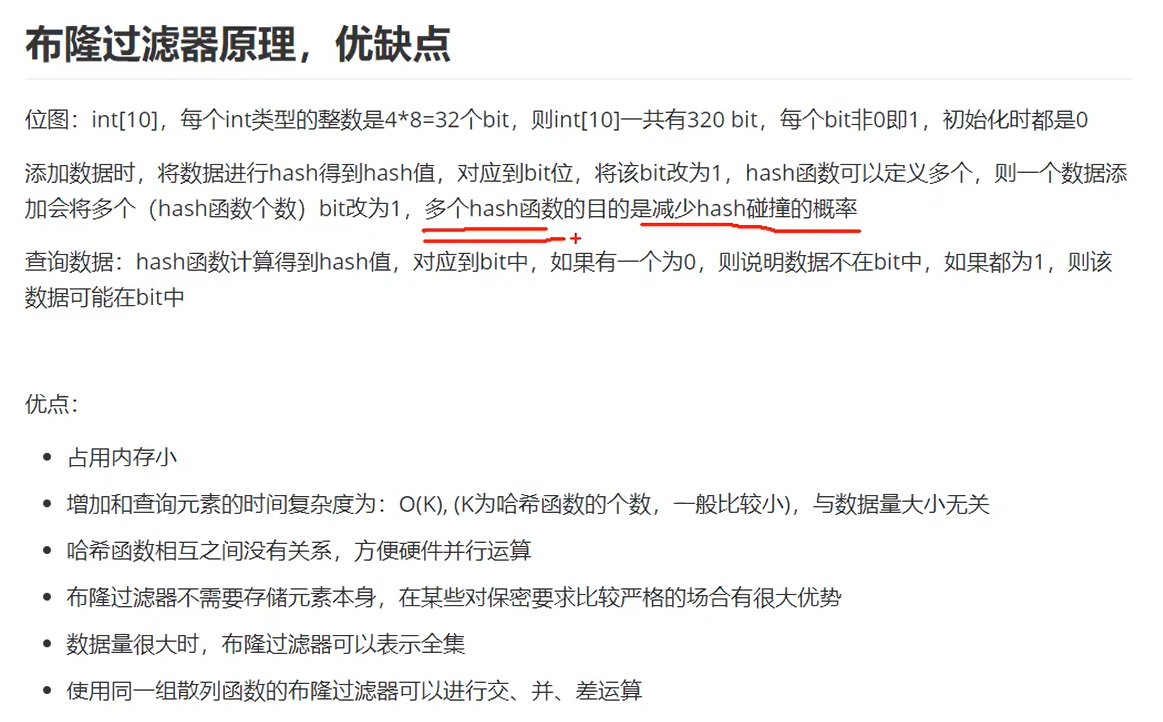 布隆过滤器原理，优缺点
位图：int[10]，每个int类型的整数是4*8=32个bit，则int[10]一共有320 bit，每个bit非0即1，初始化时都是0
添加数据时，将数据进行hash得到hash值，对应到bit位，将该bit改为1，hash函数可以定义多个，则一个数据添
加会将多个（hash函数个数）bit改为1，多个hash函数的目的是减少hash碰撞的概率
查询数据：hash函数计算得到hash值，对应到bit中，如果有一个为0，则说明数据不在bit中，如果都为1，则该
数据可能在bit中
优点：
• 占用内存小
• 增加和查询元素的时间复杂度为：O(K), (K为哈希函数的个数，一般比较小)，与数据量大小无关
• 哈希函数相互之间没有关系，方便硬件并行运算
• 布隆过滤器不需要存储元素本身，在某些对保密要求比较严格的场合有很大优势
• 数据量很大时，布隆过滤器可以表示全集
• 使用同一组散列函数的布隆过滤器可以进行交、并、差运算